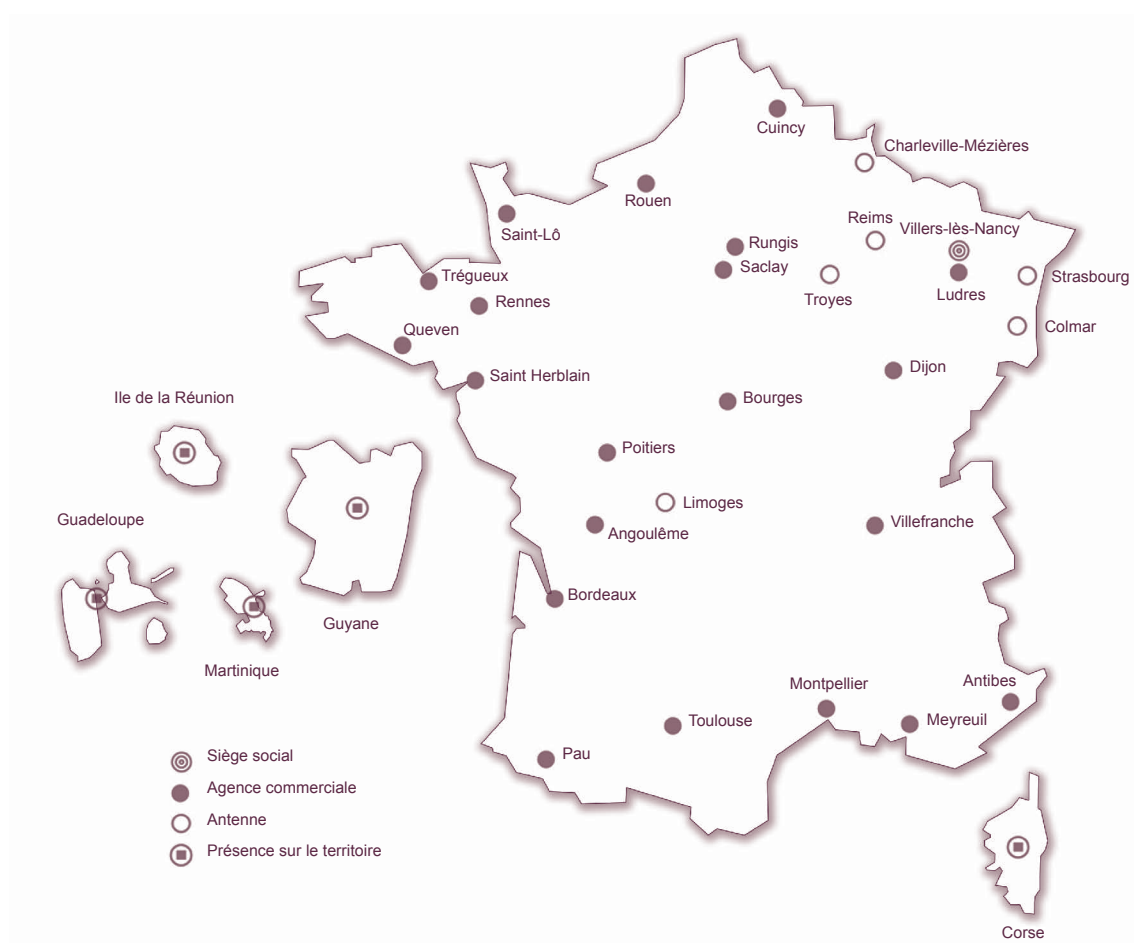 Cuincy
Charleville-Mézières
Rouen
Saint-Lô
Reims
Villers-lès-Nancy
Rungis
Saclay
Troyes
Ludres
Strasbourg
Trégueux
Rennes
Queven
Colmar
Saint Herblain
Dijon
Bourges
Ile de la Réunion
Poitiers
Limoges
Guadeloupe
Angoulême
Villefranche
Bordeaux
Guyane
Martinique
Montpellier
Antibes
Toulouse
Meyreuil
Pau
Siège social
Agence commerciale
Antenne
Présence sur le territoire
Corse